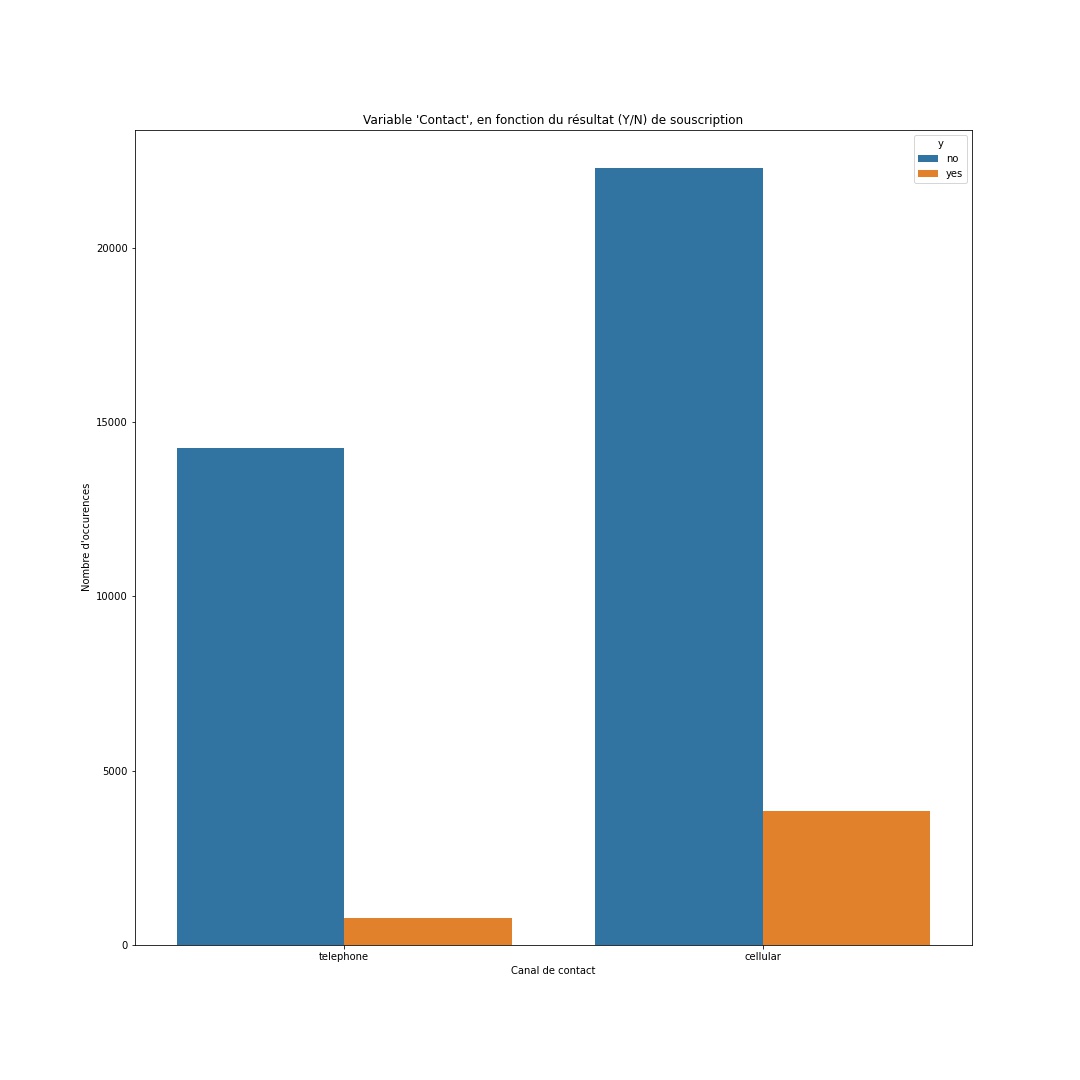 Variable 'Contact', en fonction du résultat (Y/N) de souscription
y
no
yes
20000
15000
10000
5000
0
Nombre d'occurences
telephone
cellular
Canal de contact